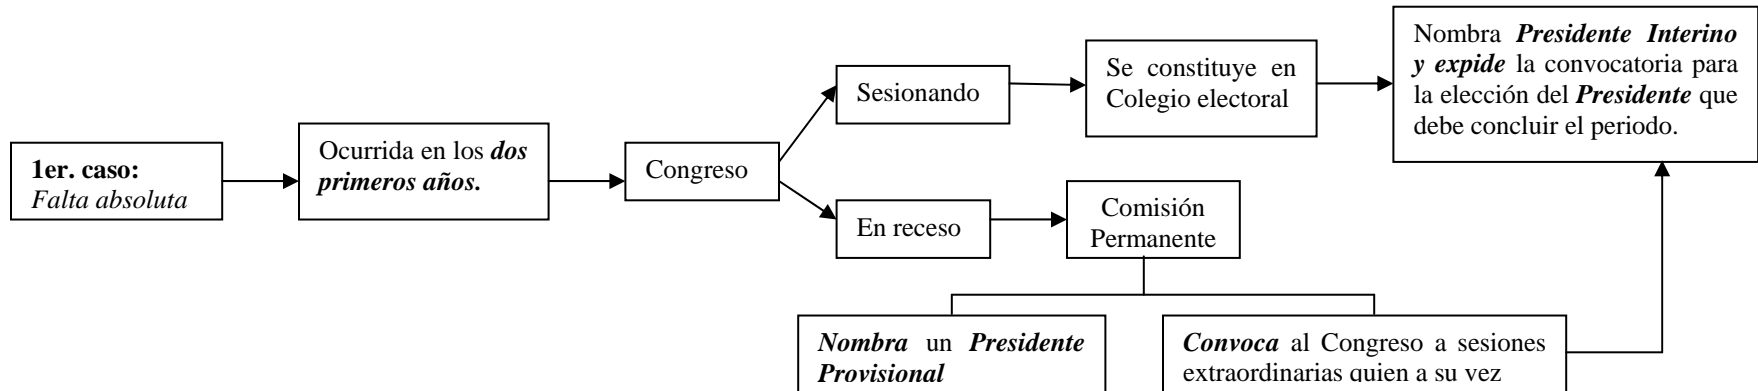 1er. caso:
Falta absoluta
Ocurrida en los dos
primeros años.
Congreso
Sesionando
Se constituye en
Colegio electoral
Nombra Presidente Interino
y expide la convocatoria para
la elección del Presidente que
debe concluir el periodo.
En receso
Comisión
Permanente
Nombra un Presidente
Provisional
Convoca al Congreso a sesiones
extraordinarias quien a su vez